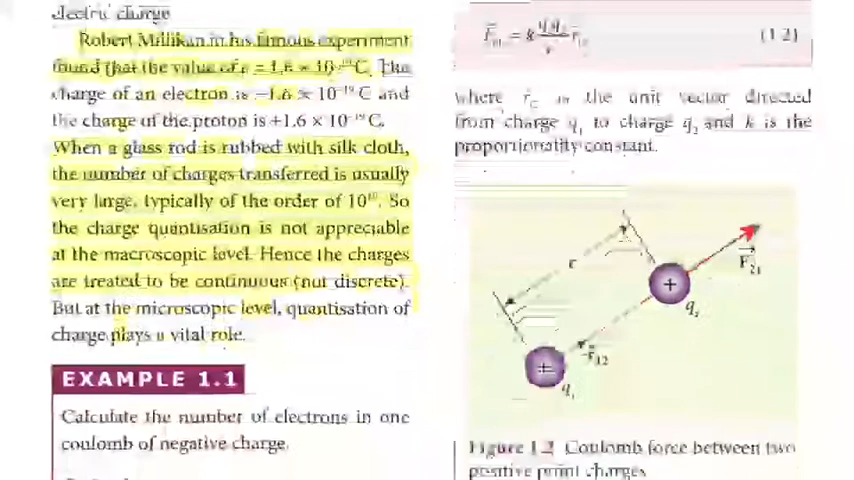 electric charge
Robert Millikan in his famous experiment
found that the value of e = 1.6 × 10⁻¹⁹C. The
charge of an electron is −1.6 × 10⁻¹⁹ C and
the charge of the proton is +1.6 × 10⁻¹⁹ C.
When a glass rod is rubbed with silk cloth,
the number of charges transferred is usually
very large, typically of the order of 10¹⁰. So
the charge quantisation is not appreciable
at the macroscopic level. Hence the charges
are treated to be continuous (not discrete).
But at the microscopic level, quantisation of
charge plays a vital role.
EXAMPLE 1.1
Calculate the number of electrons in one
coulomb of negative charge.
(1.2)
where is the unit vector directed
from charge q₁ to charge q₂ and k is the
proportionality constant.
r
F₂₁
q₂
F₁₂
q₁
Figure 1.2 Coulomb force between two
positive point charges